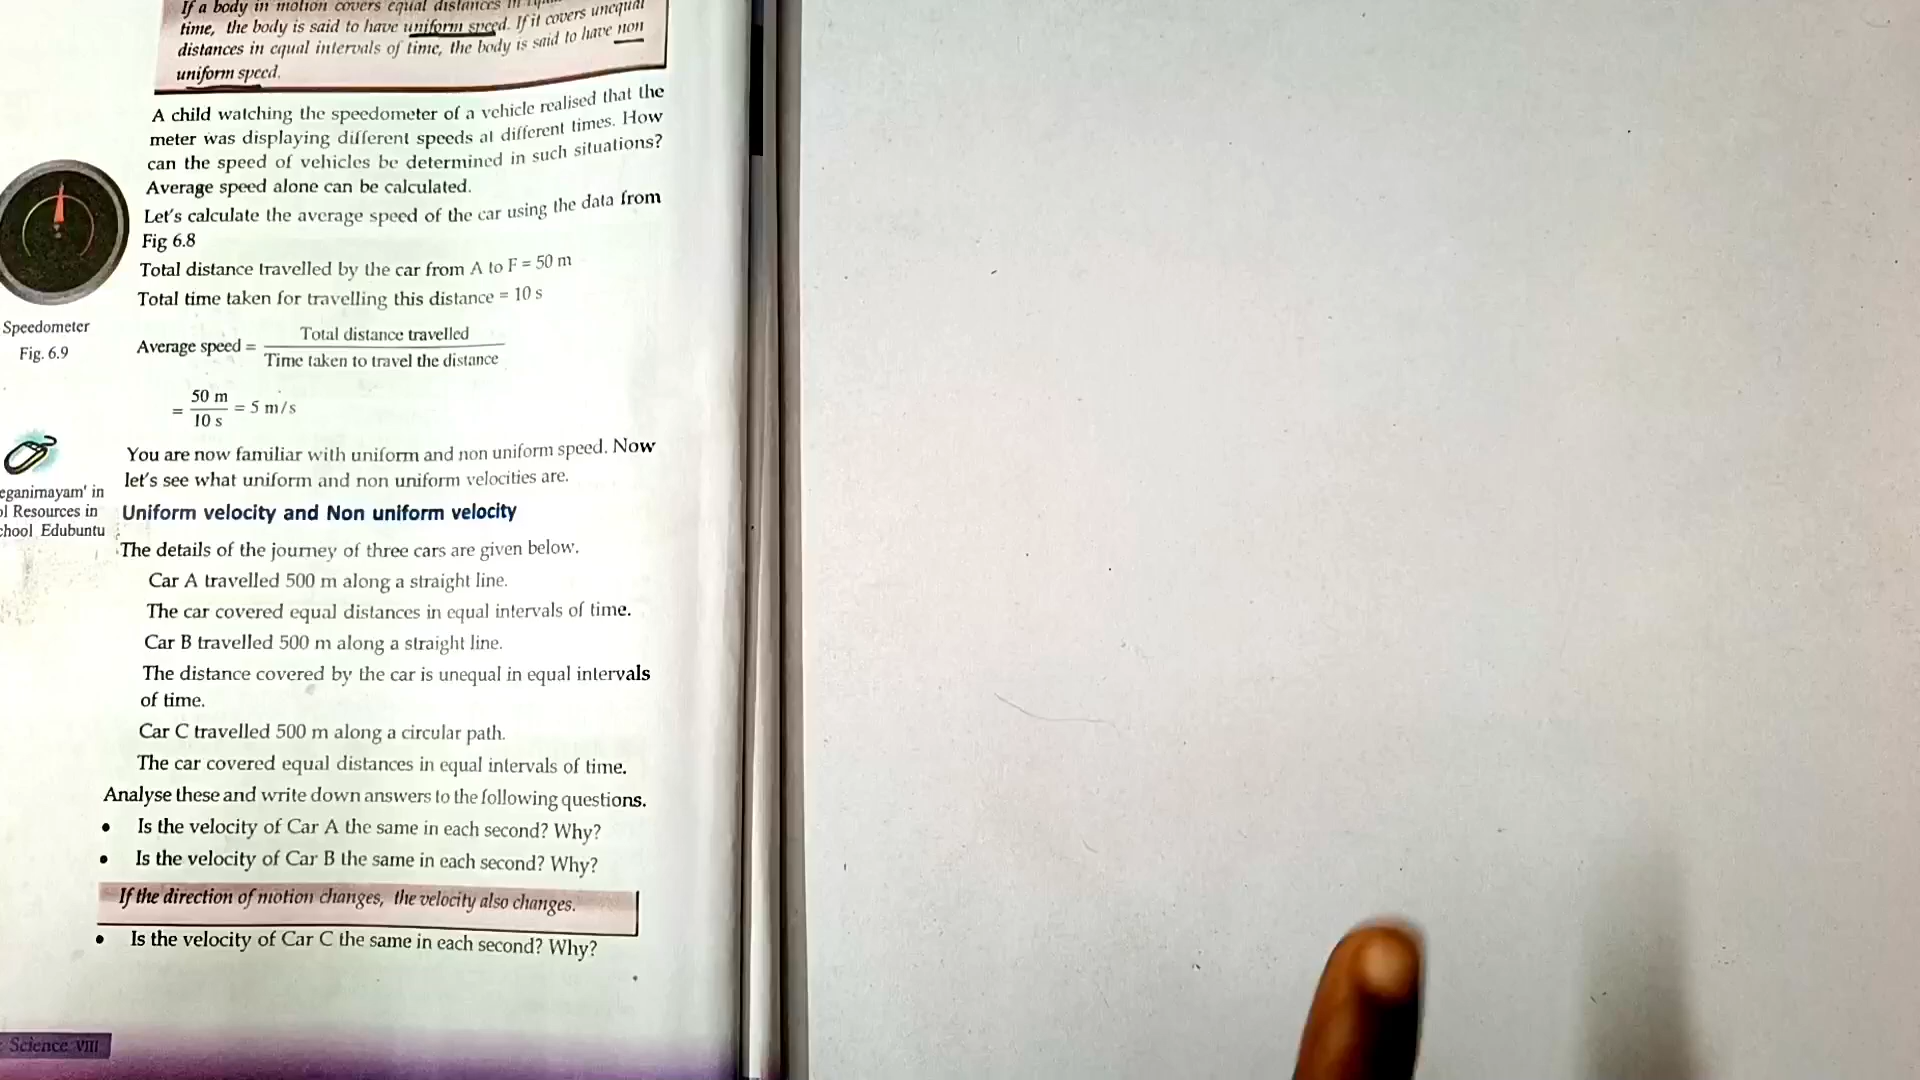 If a body in motion covers equal distances in
time, the body is said to have uniform speed. If it covers unequal
distances in equal intervals of time, the body is said to have non
uniform speed.
A child watching the speedometer of a vehicle realised that the
meter was displaying different speeds at different times. How
can the speed of vehicles be determined in such situations?
Average speed alone can be calculated.
Let's calculate the average speed of the car using the data from
Fig 6.8
Total distance travelled by the car from A to F = 50 m
Total time taken for travelling this distance = 10 s
Speedometer
Fig. 6.9
Average speed = Total distance travelled / Time taken to travel the distance
= 50 m / 10 s = 5 m/s
You are now familiar with uniform and non uniform speed. Now
let's see what uniform and non uniform velocities are.
eganimayam' in
ol Resources in
chool Edubuntu
Uniform velocity and Non uniform velocity
The details of the journey of three cars are given below.
Car A travelled 500 m along a straight line.
The car covered equal distances in equal intervals of time.
Car B travelled 500 m along a straight line.
The distance covered by the car is unequal in equal intervals
of time.
Car C travelled 500 m along a circular path.
The car covered equal distances in equal intervals of time.
Analyse these and write down answers to the following questions.
• Is the velocity of Car A the same in each second? Why?
• Is the velocity of Car B the same in each second? Why?
If the direction of motion changes, the velocity also changes.
• Is the velocity of Car C the same in each second? Why?
Science VIII